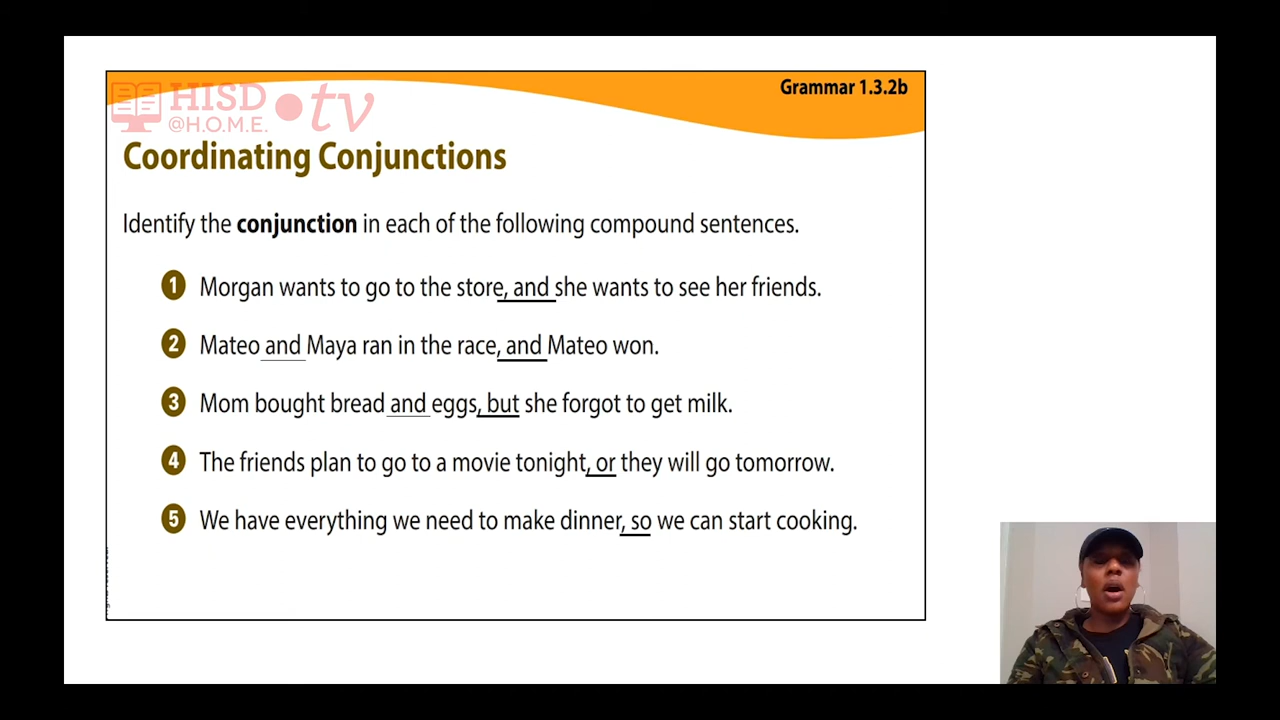 Grammar 1.3.2b
HISD
@H.O.M.E.
tv
Coordinating Conjunctions
Identify the conjunction in each of the following compound sentences.
1 Morgan wants to go to the store, and she wants to see her friends.
2 Mateo and Maya ran in the race, and Mateo won.
3 Mom bought bread and eggs, but she forgot to get milk.
4 The friends plan to go to a movie tonight, or they will go tomorrow.
5 We have everything we need to make dinner, so we can start cooking.